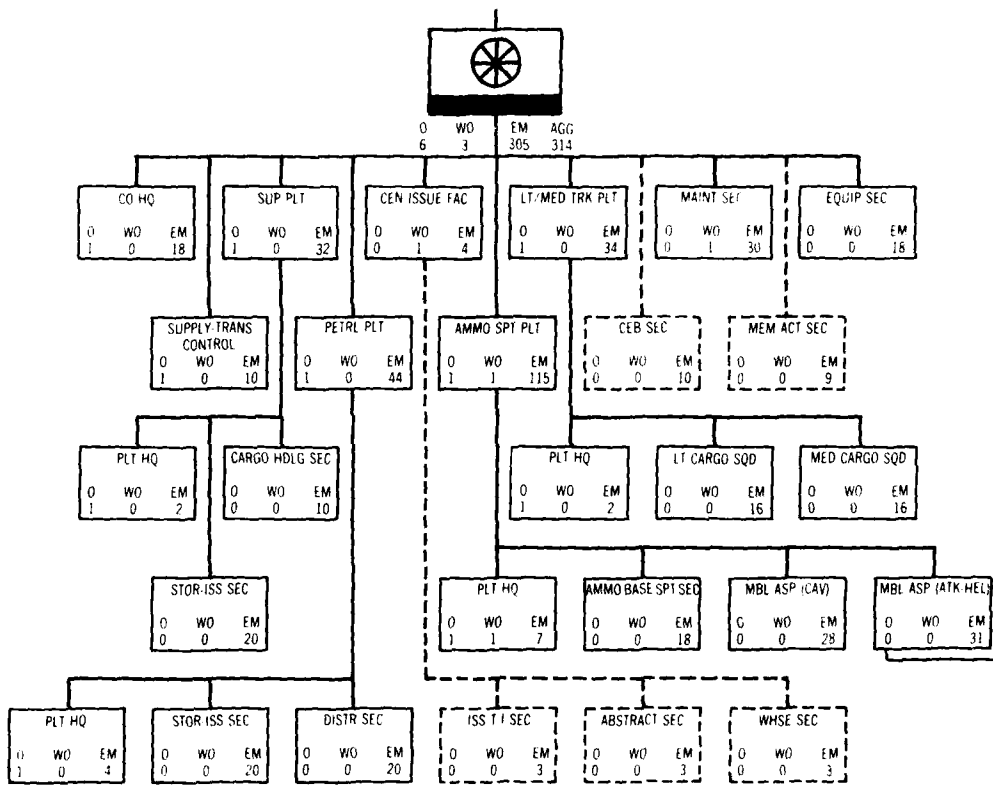 O WO EM AGG
6 3 305 314
CO HQ
O WO EM
1 0 18
SUP PLT
O WO EM
1 0 32
CEN ISSUE FAC
O WO EM
0 1 4
LT/MED TRK PLT
O WO EM
1 0 34
MAINT SEC
O WO EM
0 1 30
EQUIP SEC
O WO EM
0 0 18
SUPPLY-TRANS
CONTROL
O WO EM
1 0 10
PETRL PLT
O WO EM
1 0 44
AMMO SPT PLT
O WO EM
1 1 115
CEB SEC
O WO EM
0 0 10
MEM ACT SEC
O WO EM
0 0 9
PLT HQ
O WO EM
1 0 2
CARGO HDLG SEC
O WO EM
0 0 10
PLT HQ
O WO EM
1 0 2
LT CARGO SQD
O WO EM
0 0 16
MED CARGO SQD
O WO EM
0 0 16
STOR-ISS SEC
O WO EM
0 0 20
PLT HQ
O WO EM
1 1 7
AMMO BASE SPT SEC
O WO EM
0 0 18
MBL ASP (CAV)
O WO EM
0 0 28
MBL ASP (ATK-HEL)
O WO EM
0 0 31
PLT HQ
O WO EM
1 0 4
STOR ISS SEC
O WO EM
0 0 20
DISTR SEC
O WO EM
0 0 20
ISS SEC
O WO EM
0 0 3
ABSTRACT SEC
O WO EM
0 0 3
WHSE SEC
O WO EM
0 0 3